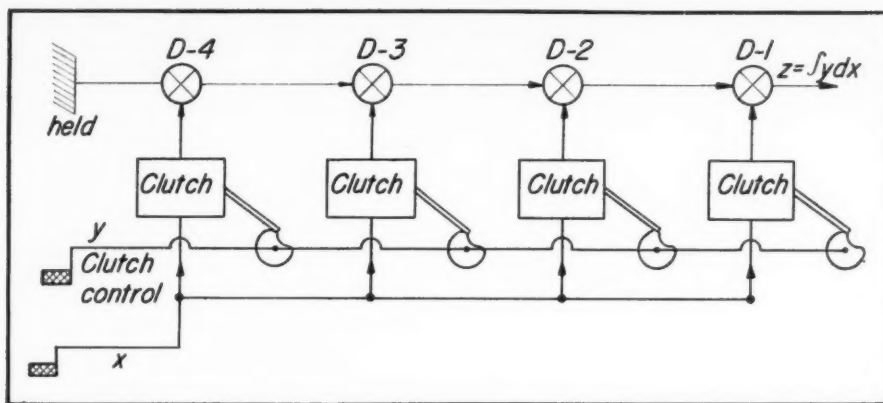 D-4 D-3 D-2 D-1
z=∫ydx
held
Clutch Clutch Clutch Clutch
y
Clutch
control
x